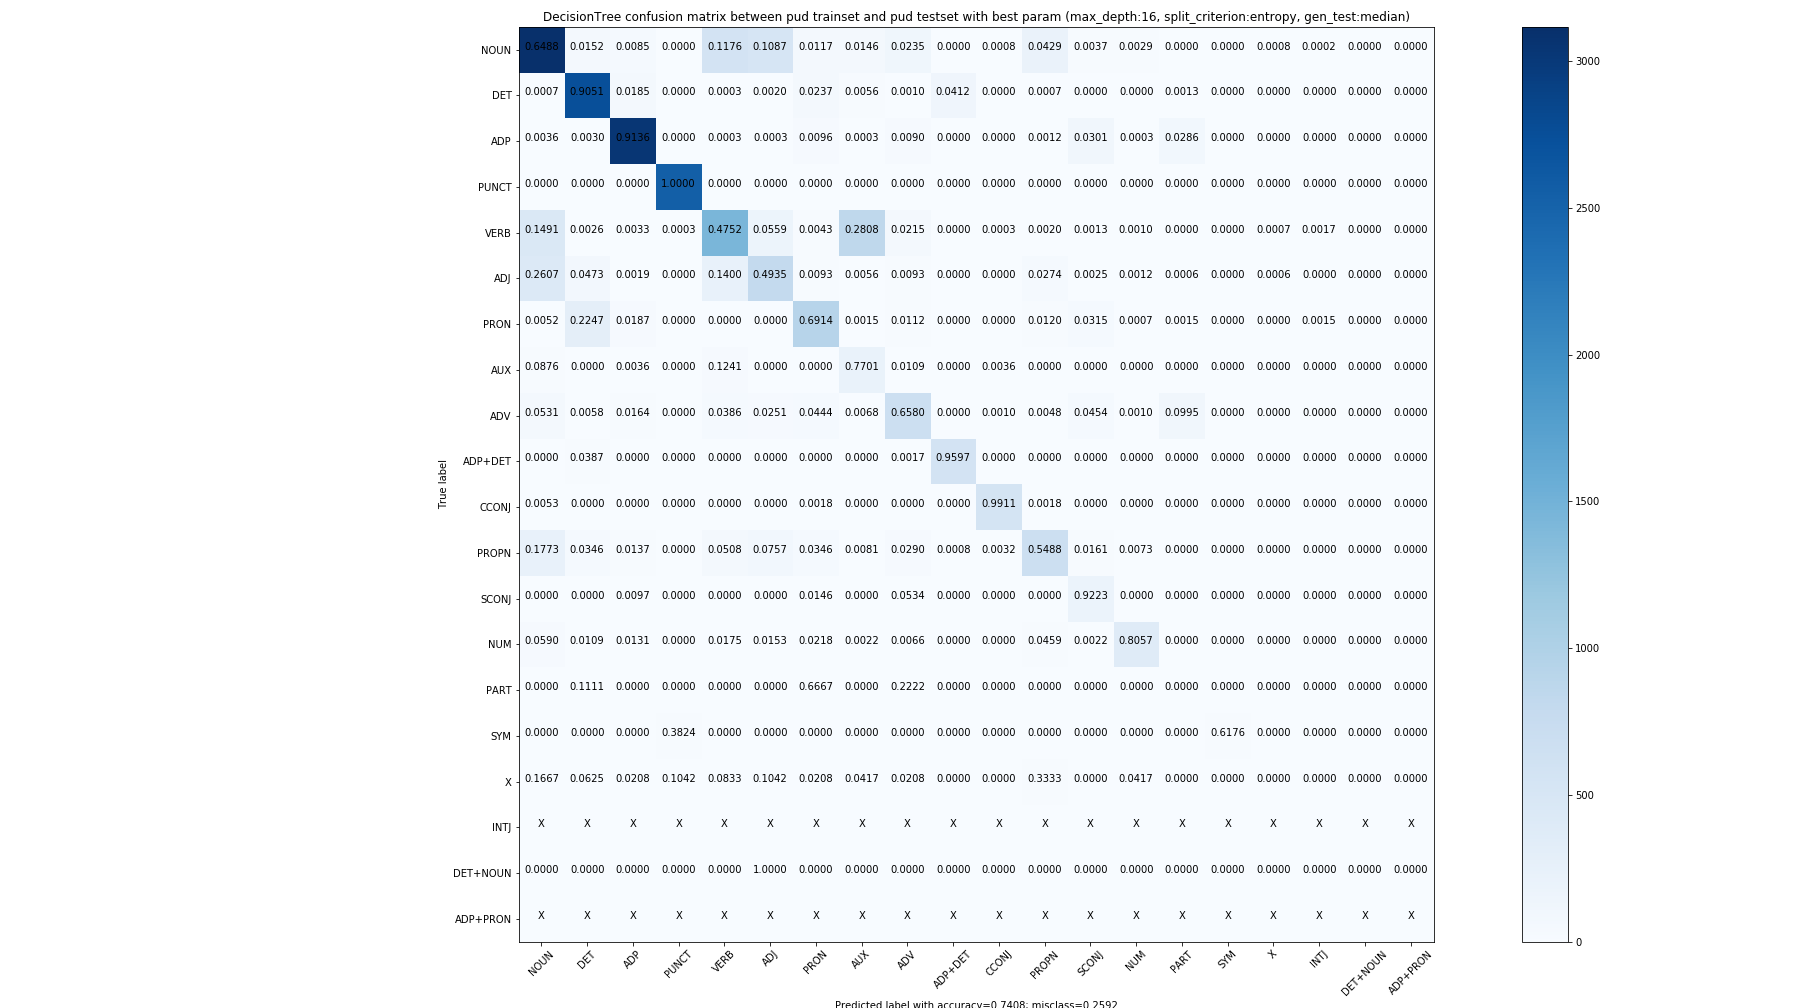 DecisionTree confusion matrix between pud trainset and pud testset with best param (max_depth:16, split_criterion:entropy, gen_test:median)
NOUN 0.6488 0.0152 0.0085 0.0000 0.1176 0.1087 0.0117 0.0146 0.0235 0.0000 0.0008 0.0429 0.0037 0.0029 0.0000 0.0000 0.0008 0.0002 0.0000 0.0000
DET 0.0007 0.9051 0.0185 0.0000 0.0003 0.0020 0.0237 0.0056 0.0010 0.0412 0.0000 0.0007 0.0000 0.0000 0.0013 0.0000 0.0000 0.0000 0.0000 0.0000
ADP 0.0036 0.0030 0.9136 0.0000 0.0003 0.0003 0.0096 0.0003 0.0090 0.0000 0.0000 0.0012 0.0301 0.0003 0.0286 0.0000 0.0000 0.0000 0.0000 0.0000
PUNCT 0.0000 0.0000 0.0000 1.0000 0.0000 0.0000 0.0000 0.0000 0.0000 0.0000 0.0000 0.0000 0.0000 0.0000 0.0000 0.0000 0.0000 0.0000 0.0000 0.0000
VERB 0.1491 0.0026 0.0033 0.0003 0.4752 0.0559 0.0043 0.2808 0.0215 0.0000 0.0003 0.0020 0.0013 0.0010 0.0000 0.0000 0.0007 0.0017 0.0000 0.0000
ADJ 0.2607 0.0473 0.0019 0.0000 0.1400 0.4935 0.0093 0.0056 0.0093 0.0000 0.0000 0.0274 0.0025 0.0012 0.0006 0.0000 0.0006 0.0000 0.0000 0.0000
PRON 0.0052 0.2247 0.0187 0.0000 0.0000 0.0000 0.6914 0.0015 0.0112 0.0000 0.0000 0.0120 0.0315 0.0007 0.0015 0.0000 0.0000 0.0015 0.0000 0.0000
AUX 0.0876 0.0000 0.0036 0.0000 0.1241 0.0000 0.0000 0.7701 0.0109 0.0000 0.0036 0.0000 0.0000 0.0000 0.0000 0.0000 0.0000 0.0000 0.0000 0.0000
ADV 0.0531 0.0058 0.0164 0.0000 0.0386 0.0251 0.0444 0.0068 0.6580 0.0000 0.0010 0.0048 0.0454 0.0010 0.0995 0.0000 0.0000 0.0000 0.0000 0.0000
ADP+DET 0.0000 0.0387 0.0000 0.0000 0.0000 0.0000 0.0000 0.0000 0.0017 0.9597 0.0000 0.0000 0.0000 0.0000 0.0000 0.0000 0.0000 0.0000 0.0000 0.0000
CCONJ 0.0053 0.0000 0.0000 0.0000 0.0000 0.0000 0.0018 0.0000 0.0000 0.0000 0.9911 0.0018 0.0000 0.0000 0.0000 0.0000 0.0000 0.0000 0.0000 0.0000
PROPN 0.1773 0.0346 0.0137 0.0000 0.0508 0.0757 0.0346 0.0081 0.0290 0.0008 0.0032 0.5488 0.0161 0.0073 0.0000 0.0000 0.0000 0.0000 0.0000 0.0000
SCONJ 0.0000 0.0000 0.0097 0.0000 0.0000 0.0000 0.0146 0.0000 0.0534 0.0000 0.0000 0.0000 0.9223 0.0000 0.0000 0.0000 0.0000 0.0000 0.0000 0.0000
NUM 0.0590 0.0109 0.0131 0.0000 0.0175 0.0153 0.0218 0.0022 0.0066 0.0000 0.0000 0.0459 0.0022 0.8057 0.0000 0.0000 0.0000 0.0000 0.0000 0.0000
PART 0.0000 0.1111 0.0000 0.0000 0.0000 0.0000 0.6667 0.0000 0.2222 0.0000 0.0000 0.0000 0.0000 0.0000 0.0000 0.0000 0.0000 0.0000 0.0000 0.0000
SYM 0.0000 0.0000 0.0000 0.3824 0.0000 0.0000 0.0000 0.0000 0.0000 0.0000 0.0000 0.0000 0.0000 0.0000 0.0000 0.6176 0.0000 0.0000 0.0000 0.0000
X 0.1667 0.0625 0.0208 0.1042 0.0833 0.1042 0.0208 0.0417 0.0208 0.0000 0.0000 0.3333 0.0000 0.0417 0.0000 0.0000 0.0000 0.0000 0.0000 0.0000
INTJ X X X X X X X X X X X X X X X X X X X X
DET+NOUN 0.0000 0.0000 0.0000 0.0000 0.0000 1.0000 0.0000 0.0000 0.0000 0.0000 0.0000 0.0000 0.0000 0.0000 0.0000 0.0000 0.0000 0.0000 0.0000 0.0000
ADP+PRON X X X X X X X X X X X X X X X X X X X X
True label
NOUN DET ADP PUNCT VERB ADJ PRON AUX ADV ADP+DET CCONJ PROPN SCONJ NUM PART SYM X INTJ DET+NOUN ADP+PRON
Predicted label with accuracy=0.7408; misclass=0.2592
3000
2500
2000
1500
1000
500
0